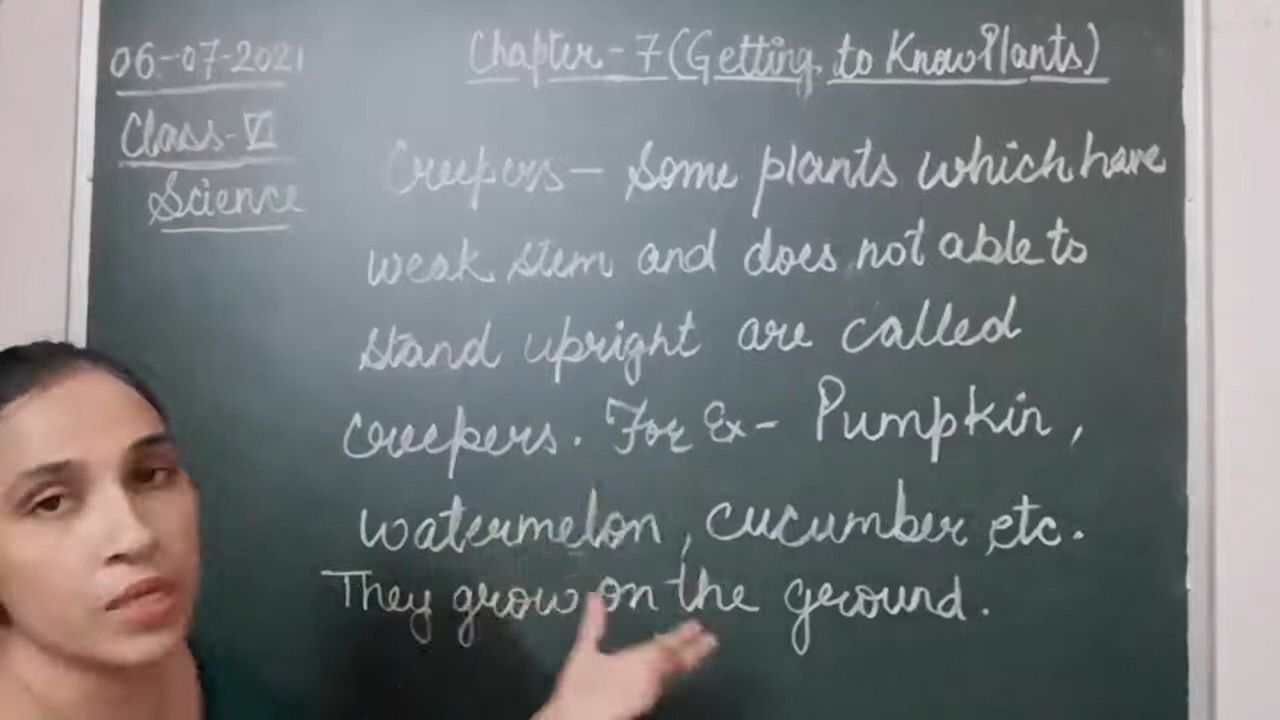 06-07-2021
Class-VI
Science
Chapter-7 (Getting to Know Plants)
Creepers- Some plants which have
weak stem and does not able to
stand upright are called
creepers. For Ex- Pumpkin,
watermelon, cucumber etc.
They grow on the ground.